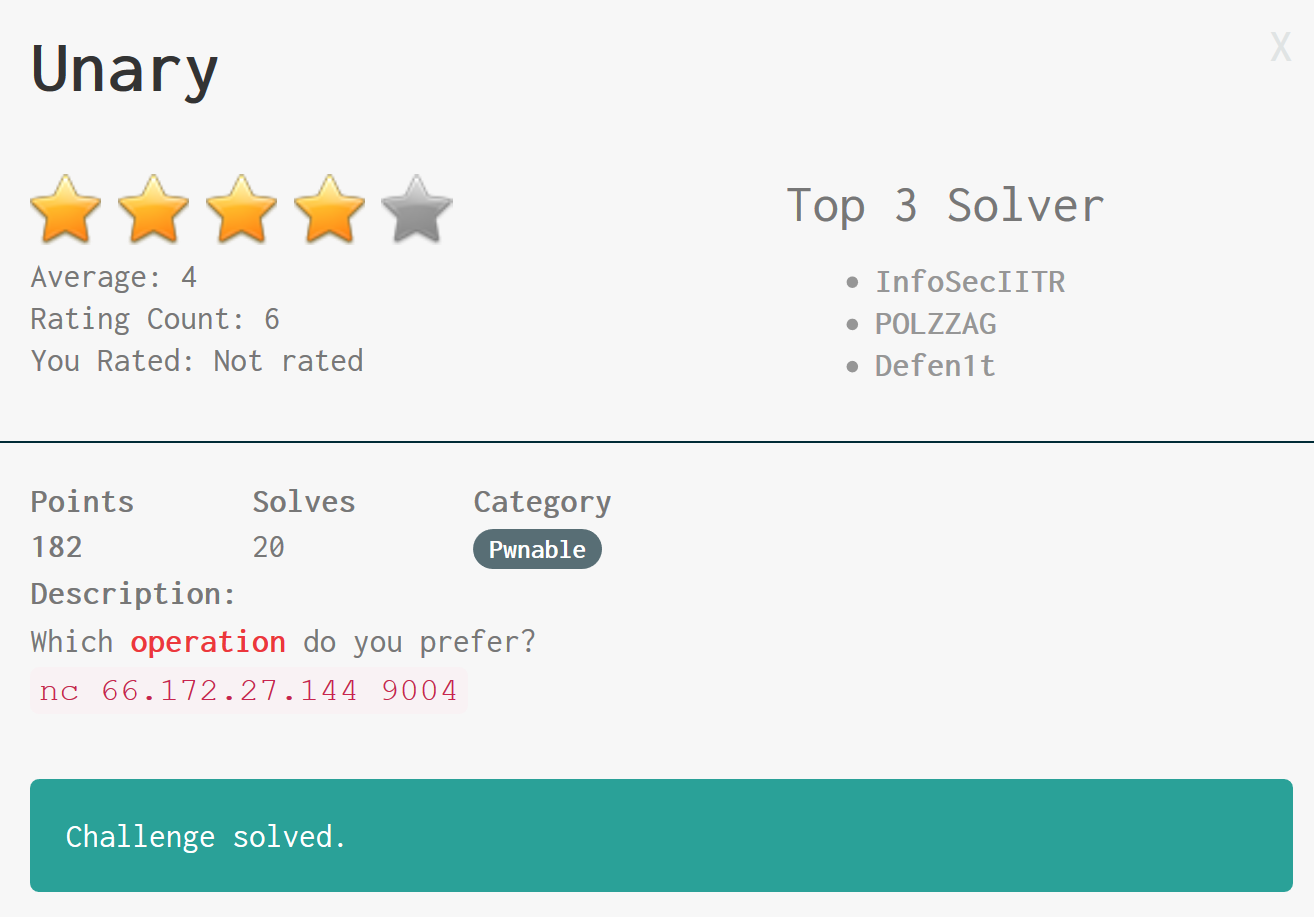 Unary
X
Average: 4
Rating Count: 6
You Rated: Not rated
Top 3 Solver
InfoSecIITR
POLZZAG
Defen1t
Points Solves Category
182 20 Pwnable
Description:
Which operation do you prefer?
nc 66.172.27.144 9004
Challenge solved.